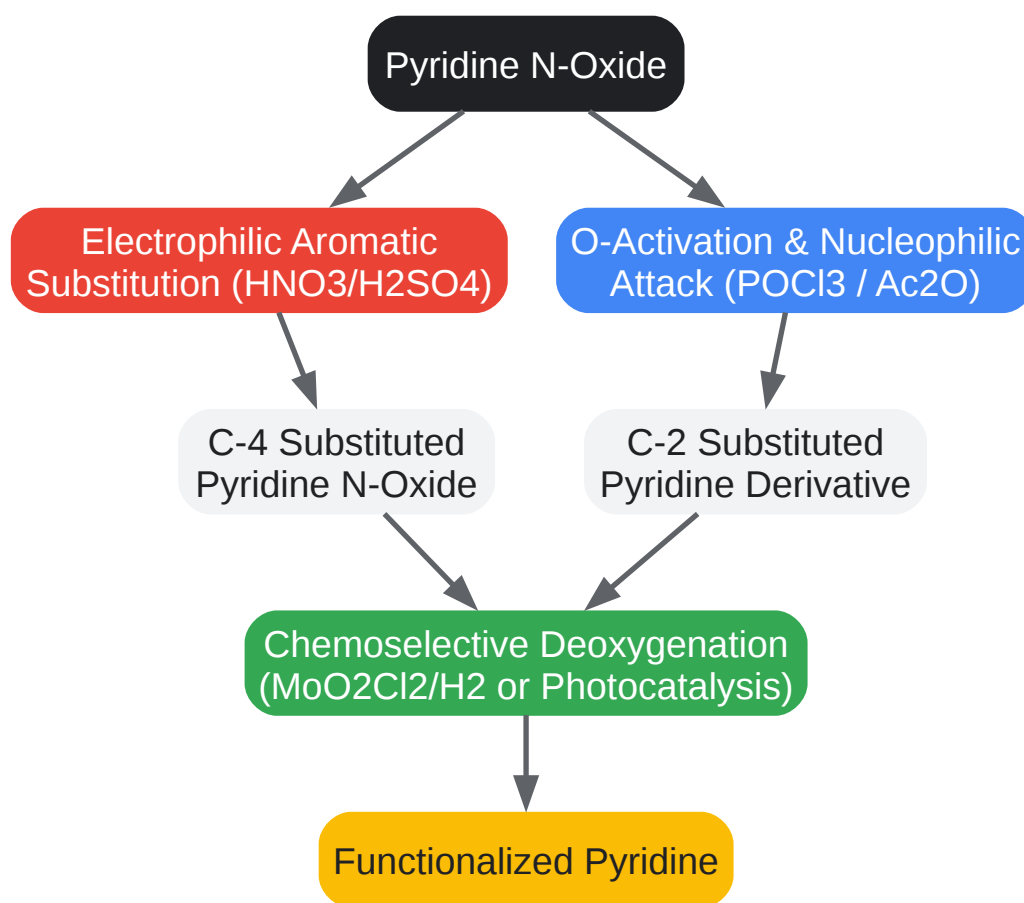 Pyridine N-Oxide
Electrophilic Aromatic
Substitution (HNO3/H2SO4)
O-Activation & Nucleophilic
Attack (POCl3 / Ac2O)
C-4 Substituted
Pyridine N-Oxide
C-2 Substituted
Pyridine Derivative
Chemoselective Deoxygenation
(MoO2Cl2/H2 or Photocatalysis)
Functionalized Pyridine